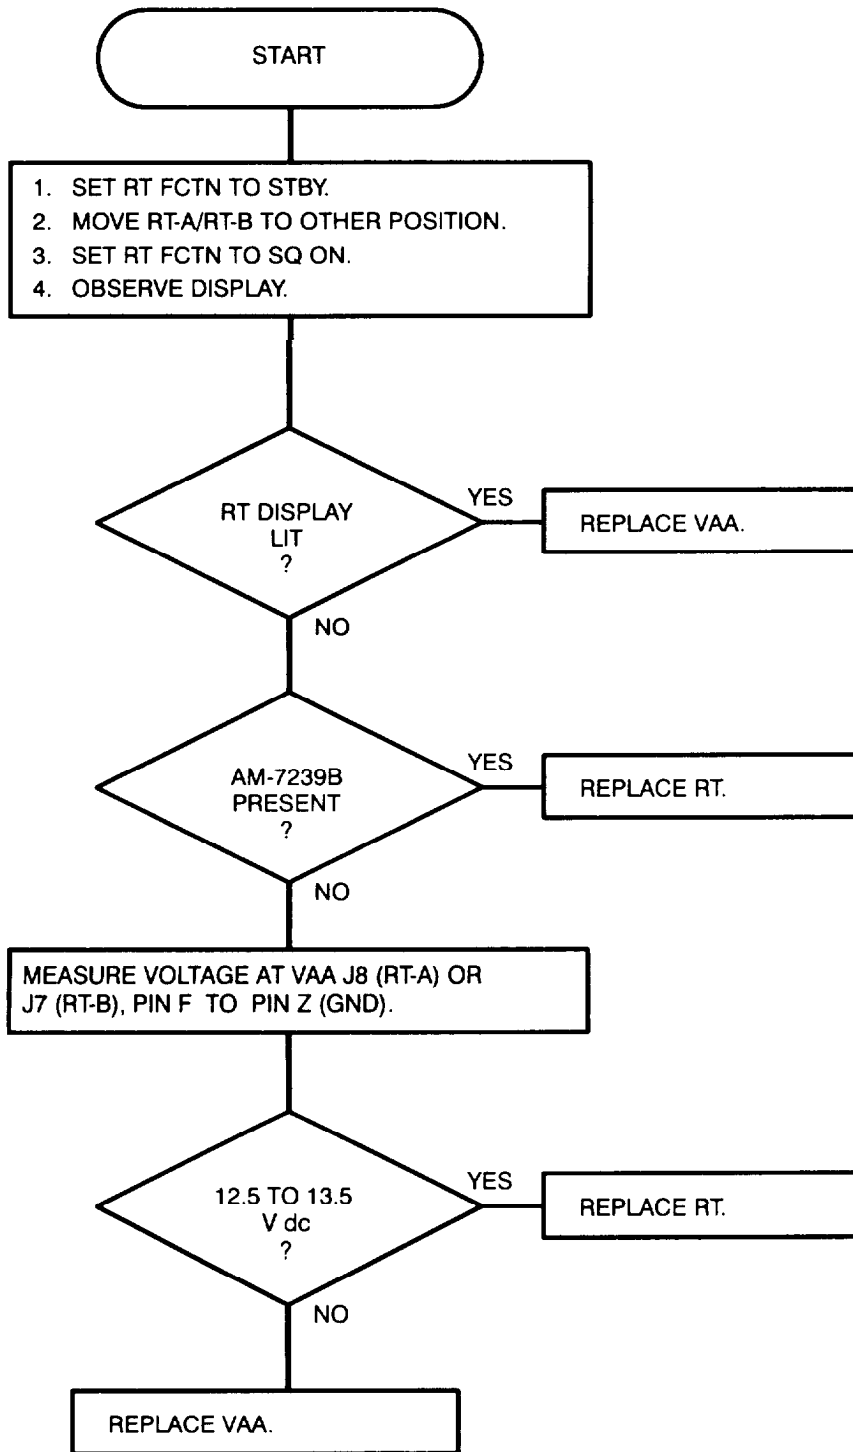 START
1. SET RT FCTN TO STBY.
2. MOVE RT-A/RT-B TO OTHER POSITION.
3. SET RT FCTN TO SQ ON.
4. OBSERVE DISPLAY.
RT DISPLAY
LIT
?
YES
REPLACE VAA.
NO
AM-7239B
PRESENT
?
YES
REPLACE RT.
NO
MEASURE VOLTAGE AT VAA J8 (RT-A) OR
J7 (RT-B), PIN F TO PIN Z (GND).
12.5 TO 13.5
V dc
?
YES
REPLACE RT.
NO
REPLACE VAA.